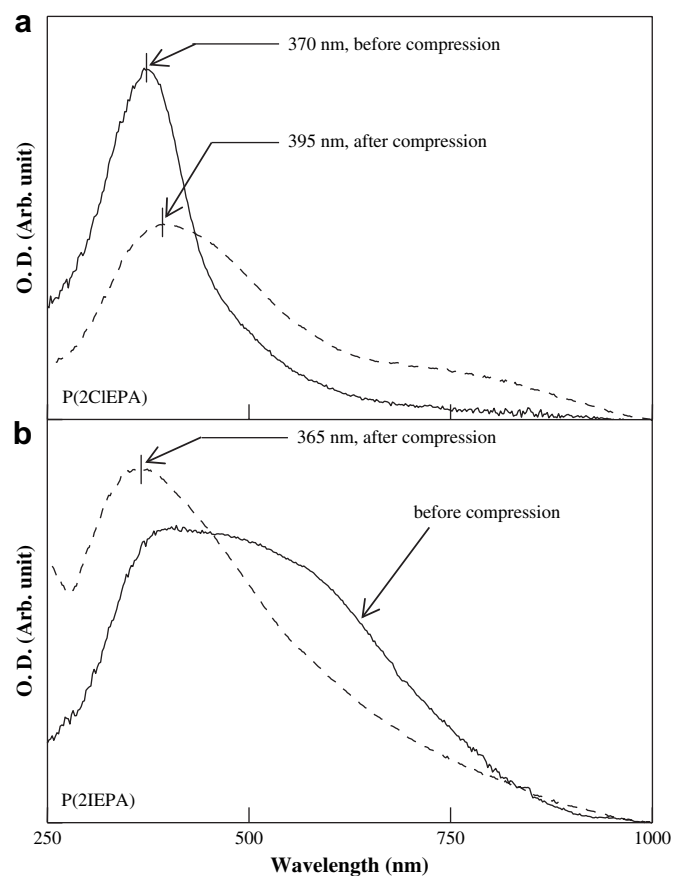 a
370 nm, before compression
395 nm, after compression
O. D. (Arb. unit)
P(2ClEPA)
b
365 nm, after compression
before compression
O. D. (Arb. unit)
P(2IEPA)
250 500 750 1000
Wavelength (nm)